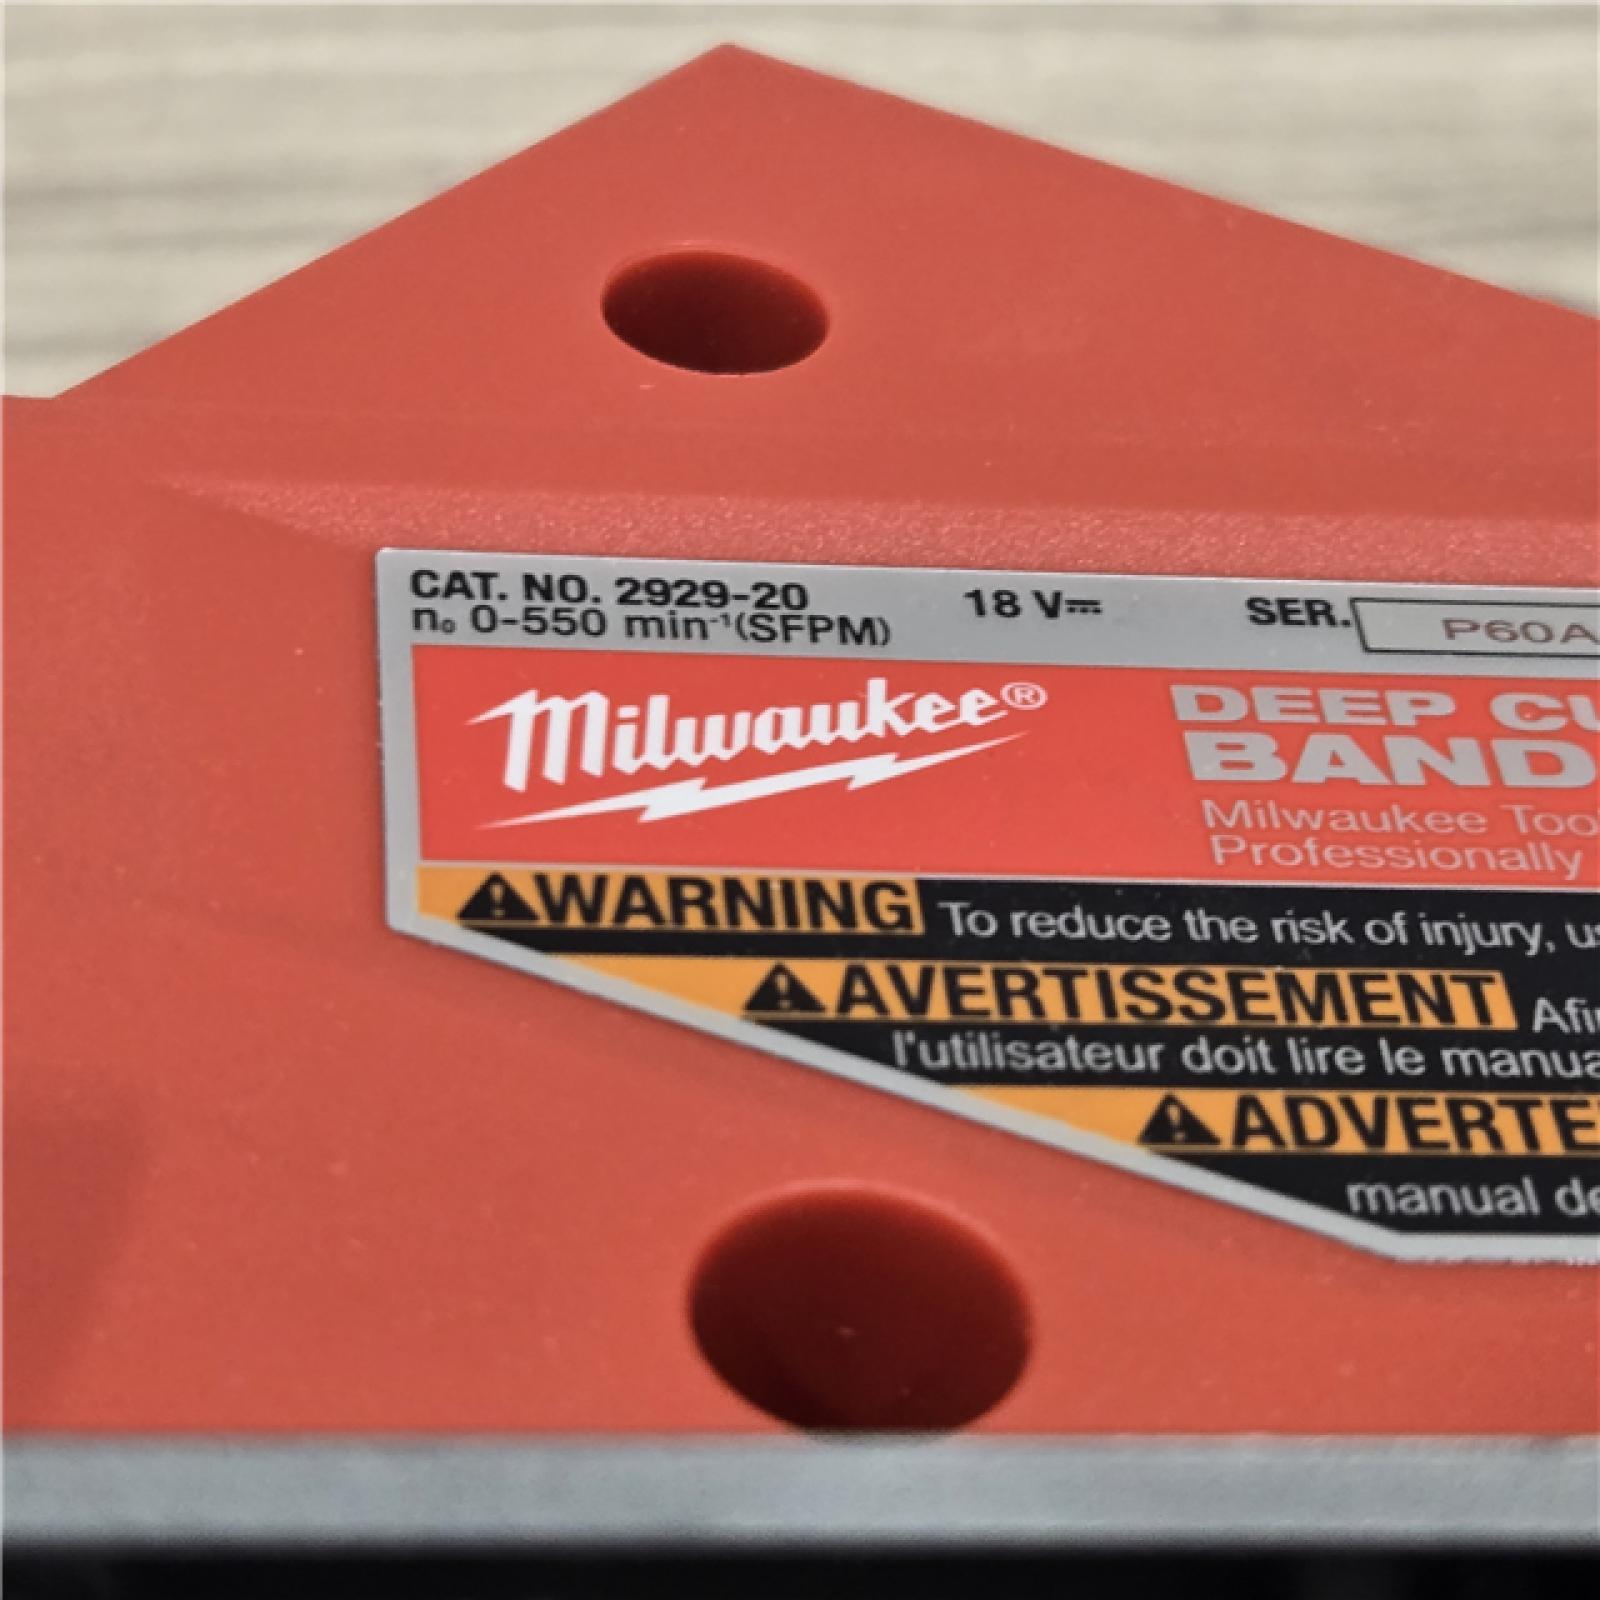 CAT. NO. 2929-20 18 V⎓ SER. P60A
n₀ 0-550 min⁻¹(SFPM)
Milwaukee®
DEEP CU
BAND
Milwaukee Too
Professionally
WARNING To reduce the risk of injury, us
AVERTISSEMENT Afi
l'utilisateur doit lire le manua
ADVERTE
manual de